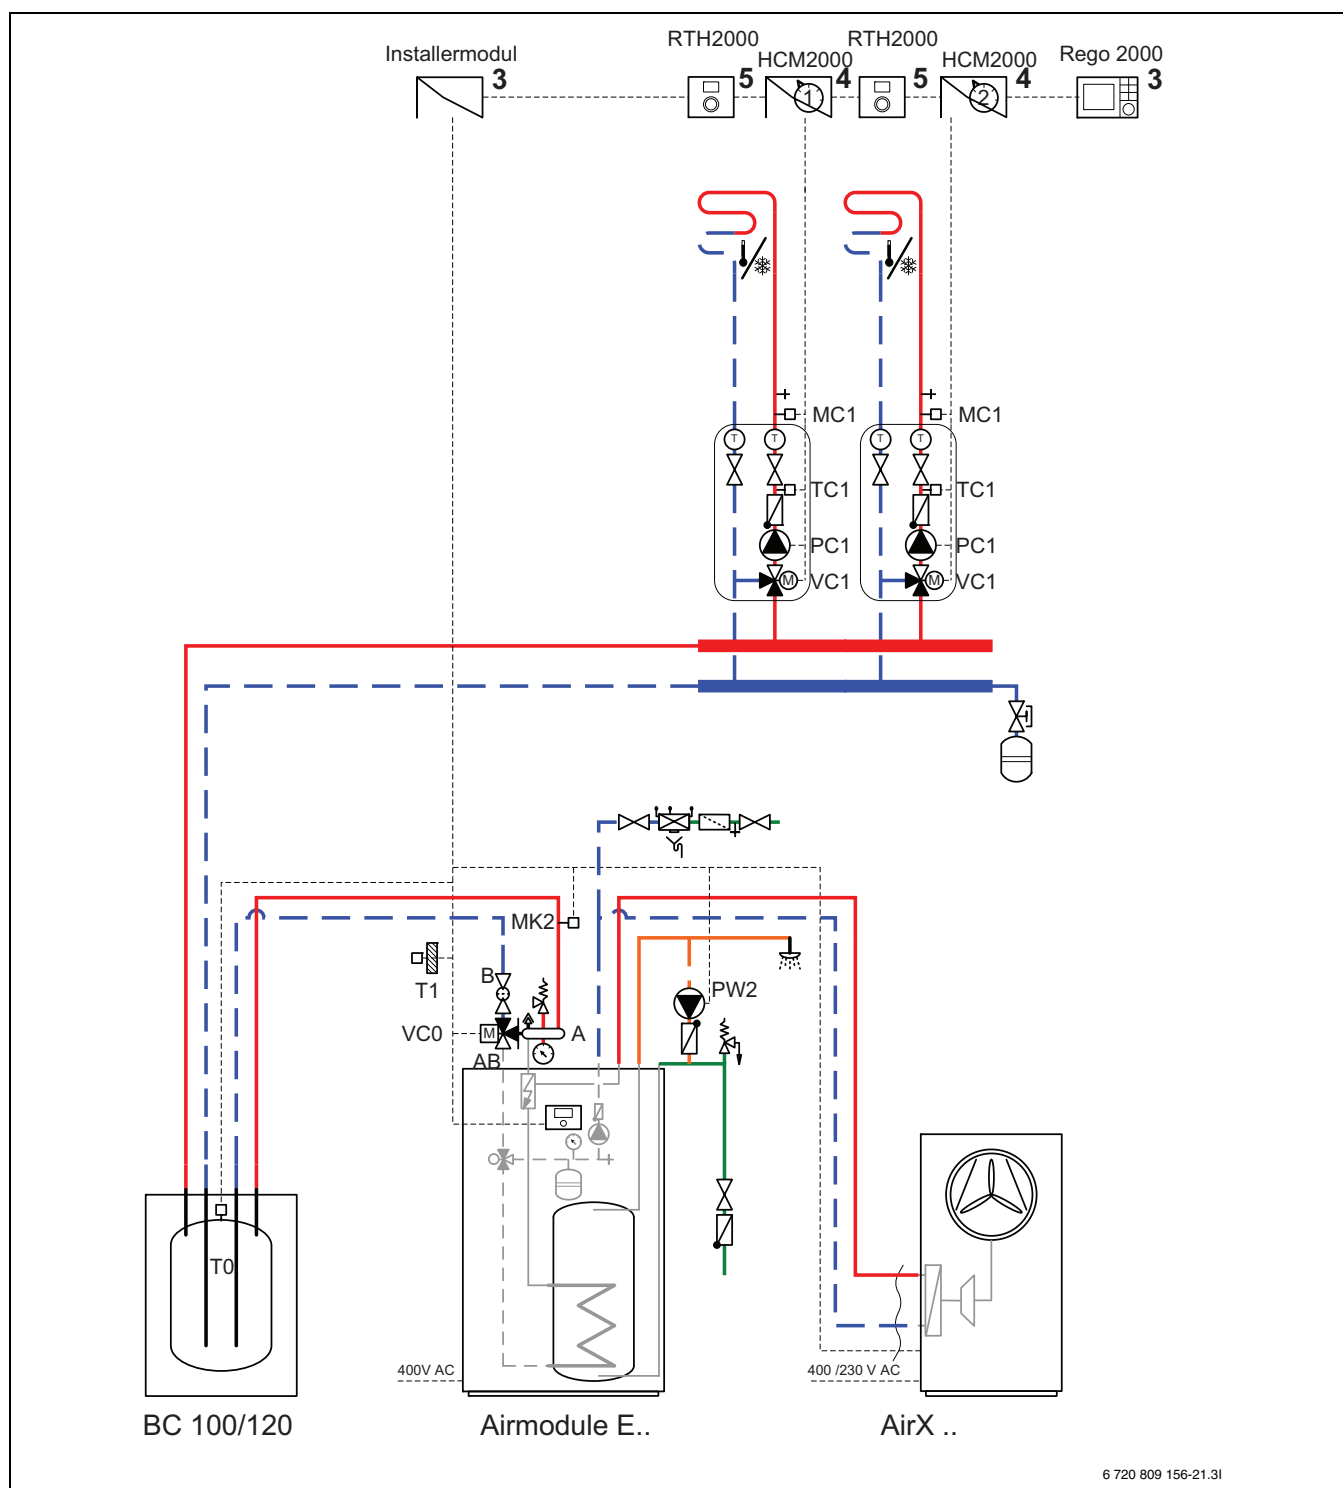 Installermodul
3
RTH2000
5
HCM2000
4
1
RTH2000
5
HCM2000
4
2
Rego 2000
3
MC1
MC1
T
T
T
T
TC1
TC1
PC1
PC1
M
VC1
M
VC1
MK2
T1
B
PW2
VC0
M
A
AB
T0
400V AC
400 /230 V AC
BC 100/120
Airmodule E..
AirX ..
6 720 809 156-21.3I